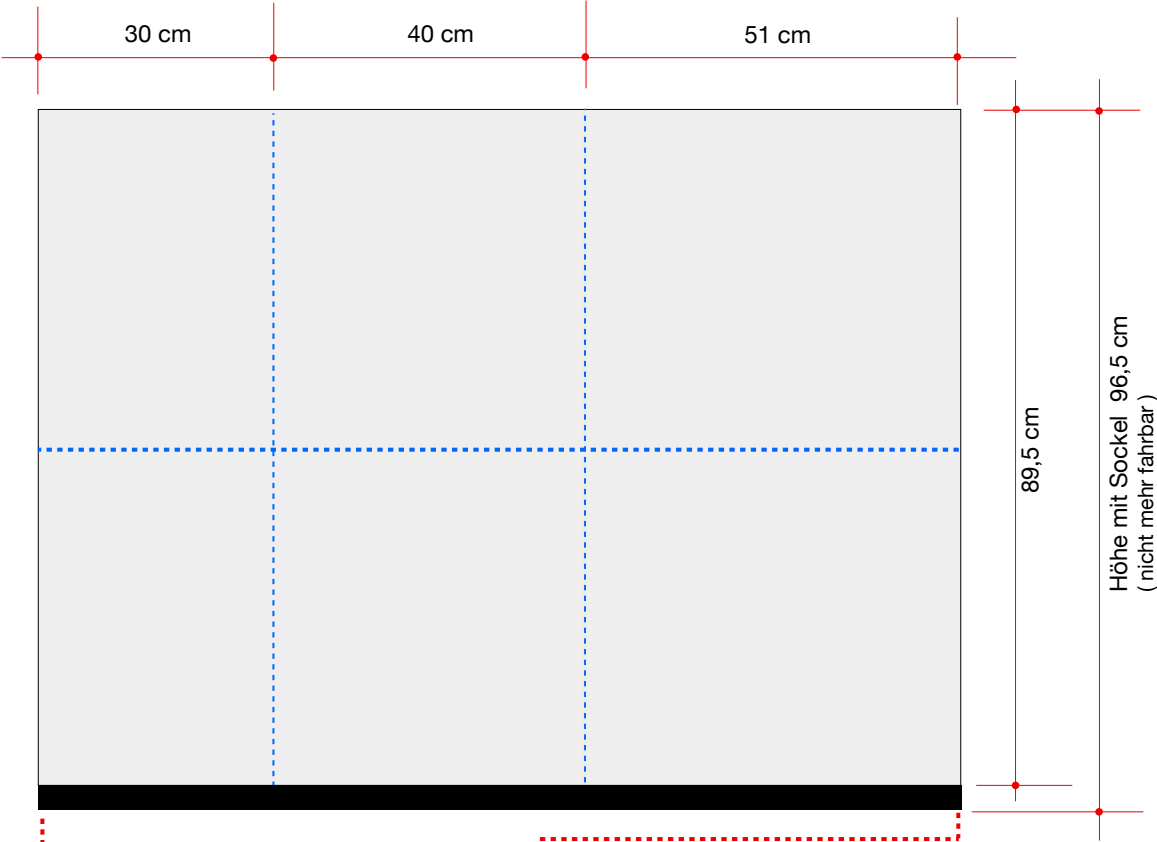 30 cm
40 cm
51 cm
89,5 cm
Höhe mit Sockel 96,5 cm
( nicht mehr fahrbar )